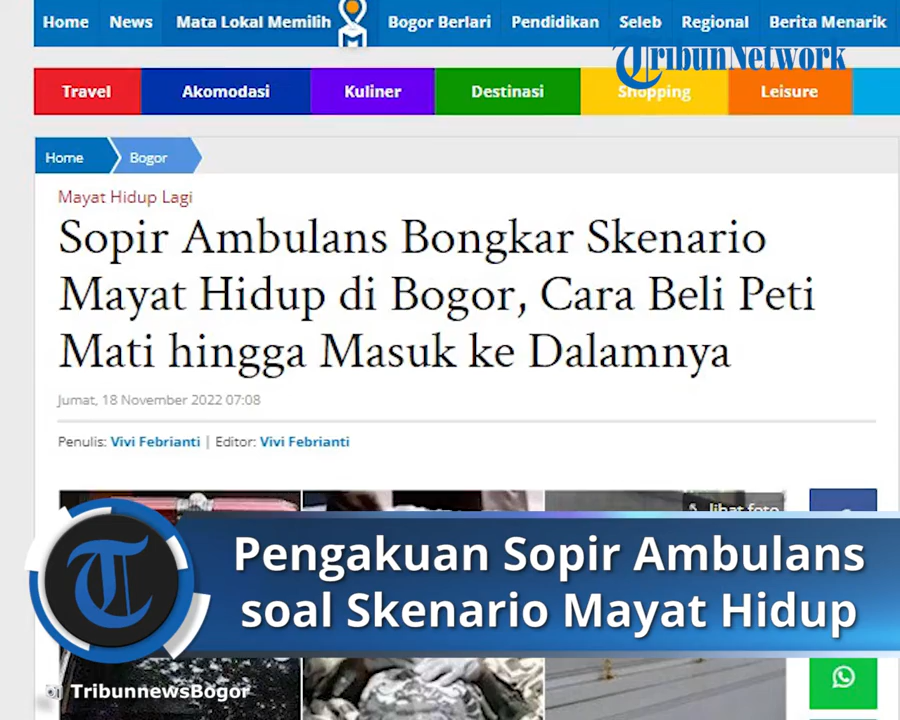 Home News Mata Lokal Memilih Bogor Berlari Pendidikan Seleb Regional Berita Menarik
TribunNetwork
Travel Akomodasi Kuliner Destinasi Shopping Leisure
Home Bogor
Mayat Hidup Lagi
Sopir Ambulans Bongkar Skenario
Mayat Hidup di Bogor, Cara Beli Peti
Mati hingga Masuk ke Dalamnya
Jumat, 18 November 2022 07:08
Penulis: Vivi Febrianti | Editor: Vivi Febrianti
lihat foto
Pengakuan Sopir Ambulans
soal Skenario Mayat Hidup
TribunnewsBogor